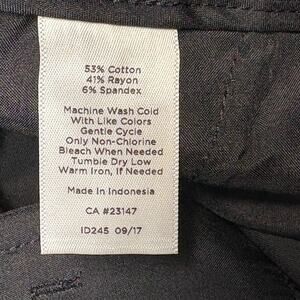 53% Cotton
41% Rayon
6% Spandex
Machine Wash Cold
With Like Colors
Gentle Cycle
Only Non-Chlorine
Bleach When Needed
Tumble Dry Low
Warm Iron, If Needed
Made In Indonesia
CA #23147
ID245 09/17